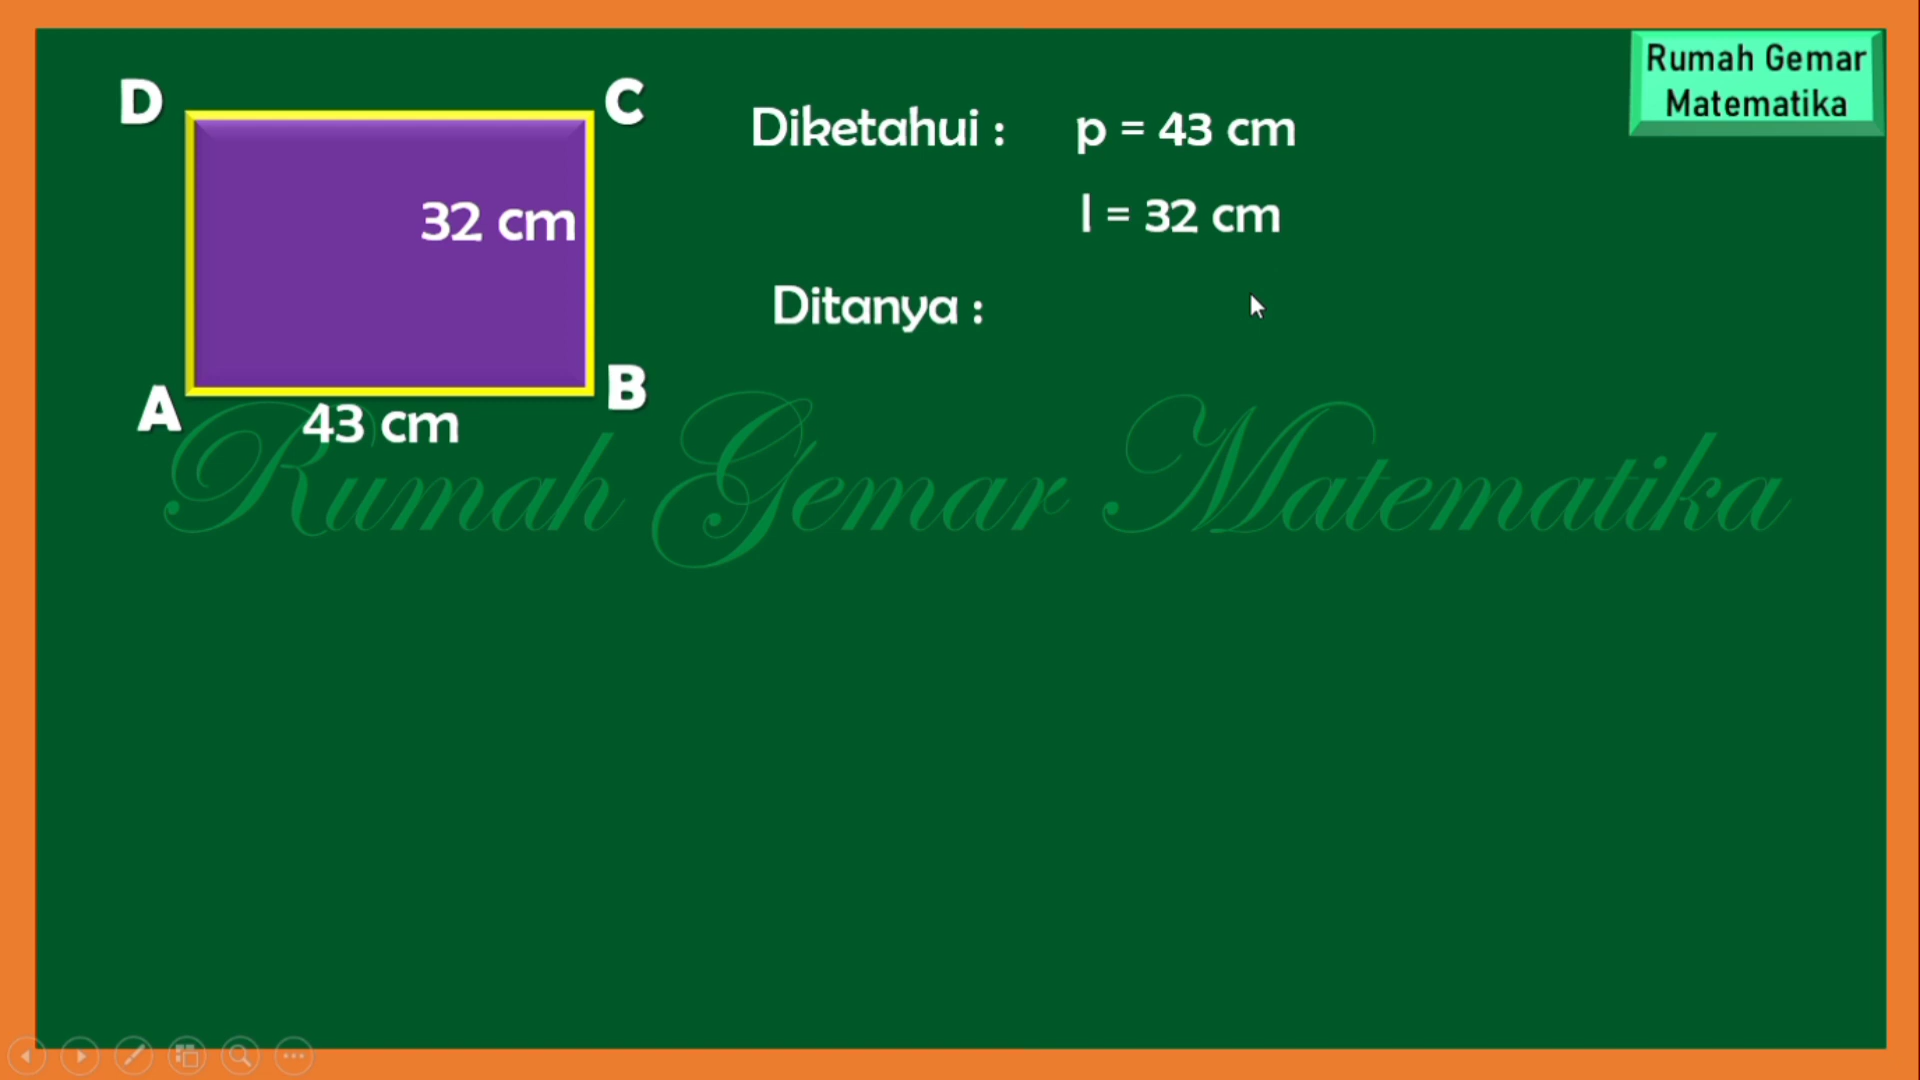 Rumah Gemar
Matematika
D
C
Diketahui : p = 43 cm
32 cm
l = 32 cm
Ditanya :
A
B
43 cm
Rumah Gemar Matematika